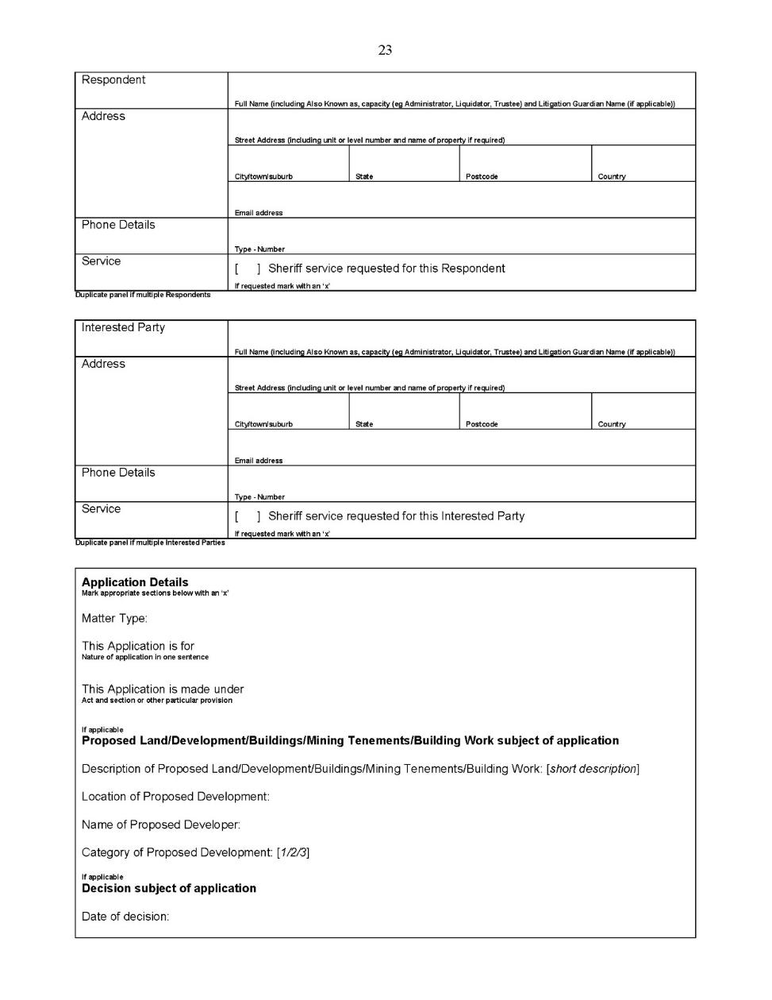 23
Respondent
Full Name (including Also Known as, capacity (eg Administrator, Liquidator, Trustee) and Litigation Guardian Name (if applicable))
Address
Street Address (including unit or level number and name of property if required)
City/town/suburb State Postcode Country
Email address
Phone Details
Type - Number
Service
[ ] Sheriff service requested for this Respondent
If requested mark with an ‘x’
Duplicate panel if multiple Respondents
Interested Party
Full Name (including Also Known as, capacity (eg Administrator, Liquidator, Trustee) and Litigation Guardian Name (if applicable))
Address
Street Address (including unit or level number and name of property if required)
City/town/suburb State Postcode Country
Email address
Phone Details
Type - Number
Service
[ ] Sheriff service requested for this Interested Party
If requested mark with an ‘x’
Duplicate panel if multiple Interested Parties
Application Details
Mark appropriate sections below with an ‘x’
Matter Type:
This Application is for
Nature of application in one sentence
This Application is made under
Act and section or other particular provision
If applicable
Proposed Land/Development/Buildings/Mining Tenements/Building Work subject of application
Description of Proposed Land/Development/Buildings/Mining Tenements/Building Work: [short description]
Location of Proposed Development:
Name of Proposed Developer:
Category of Proposed Development: [1/2/3]
If applicable
Decision subject of application
Date of decision: